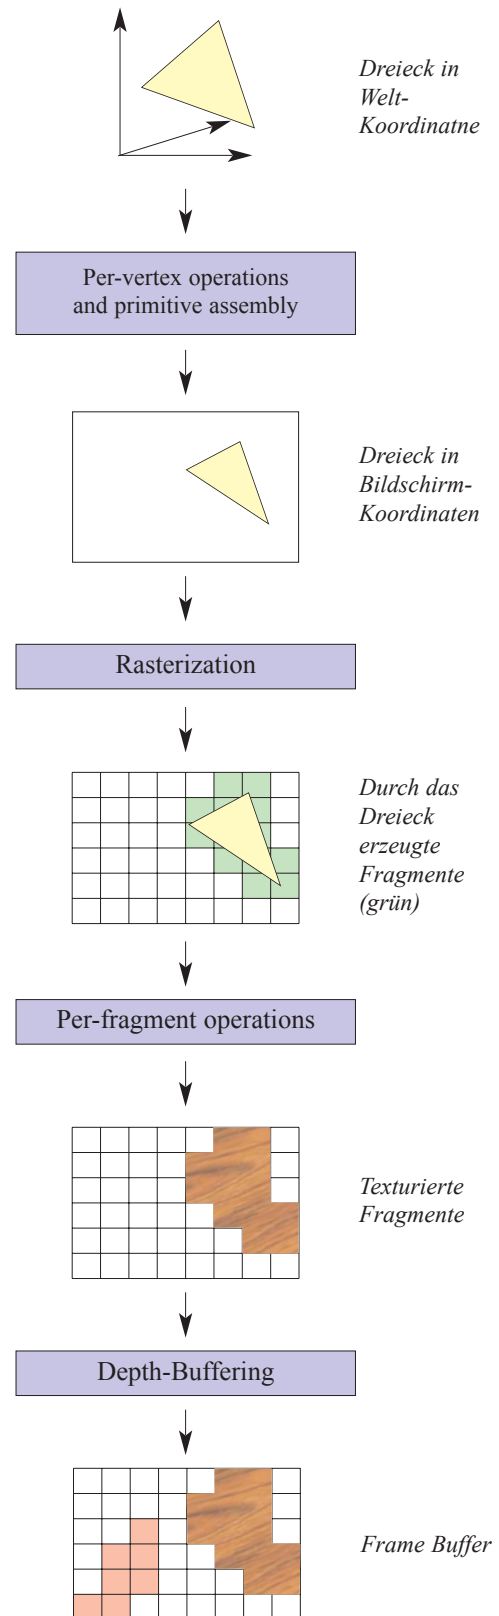 Dreieck in
Welt-
Koordinatne
Per-vertex operations
and primitive assembly
Dreieck in
Bildschirm-
Koordinaten
Rasterization
Durch das
Dreieck
erzeugte
Fragmente
(grün)
Per-fragment operations
Texturierte
Fragmente
Depth-Buffering
Frame Buffer